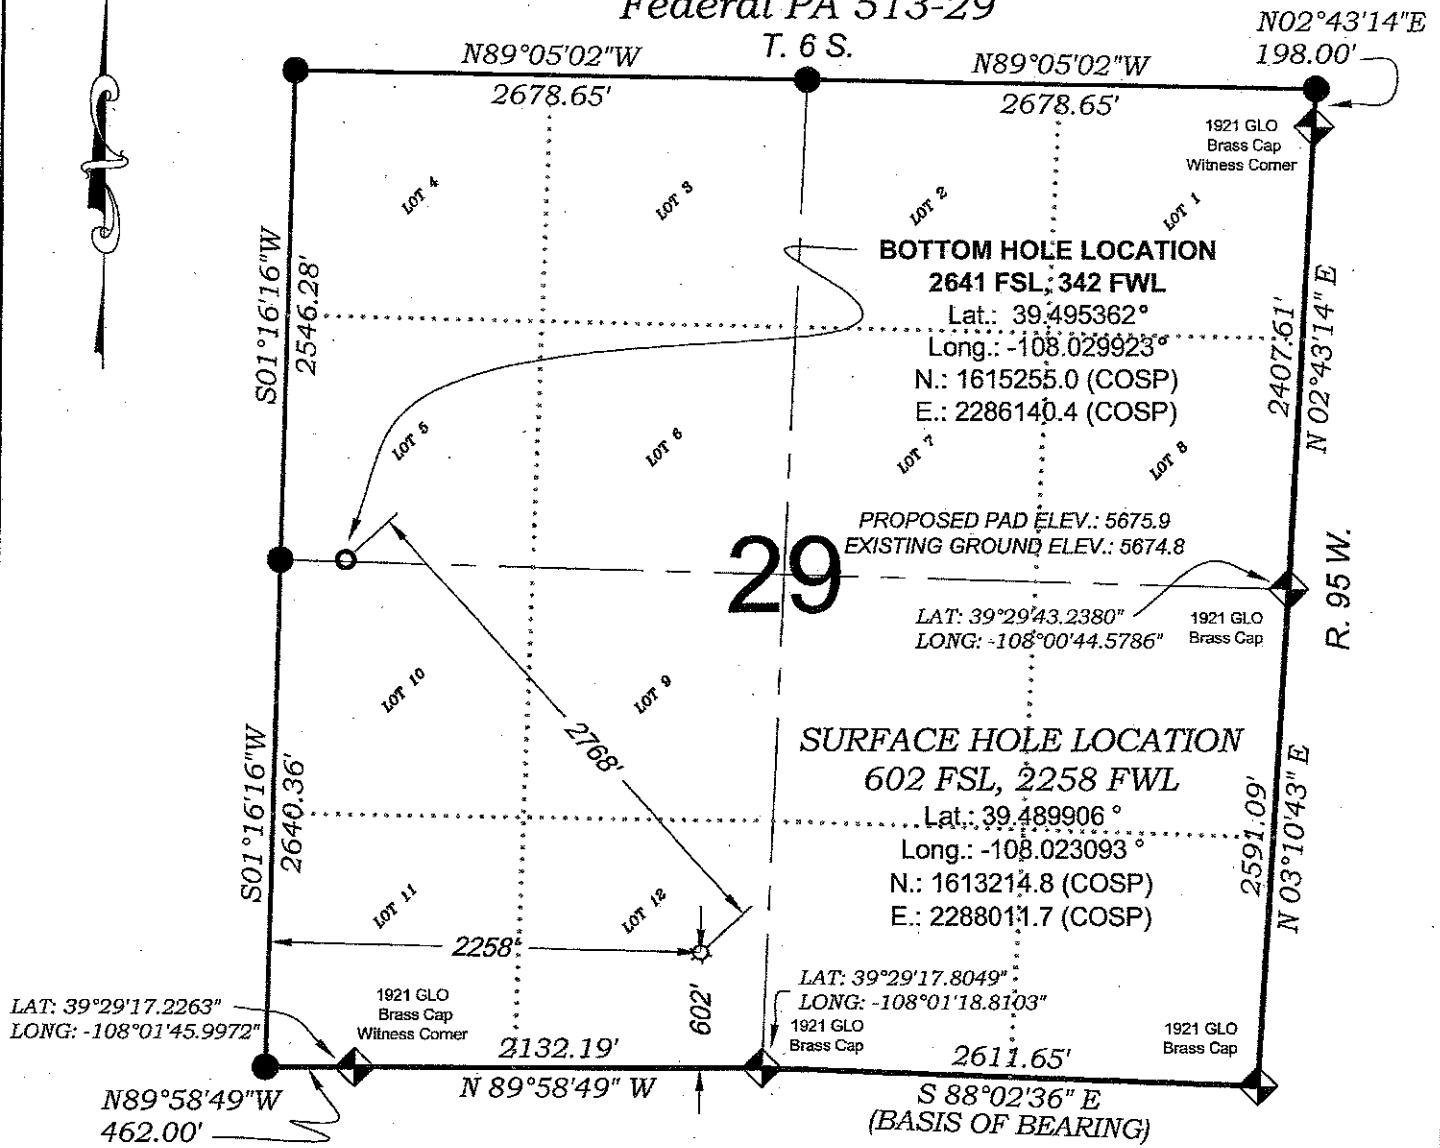 Federal PA 513-29
T. 6 S.
N02°43'14"E
198.00'
N89°05'02"W
2678.65'
N89°05'02"W
2678.65'
1921 GLO
Brass Cap
Witness Corner
LOT 4
LOT 3
LOT 2
LOT 1
S01°16'16"W
2546.28'
BOTTOM HOLE LOCATION
2641 FSL, 342 FWL
Lat.: 39.495362°
Long.: -108.029923°
N.: 1615255.0 (COSP)
E.: 2286140.4 (COSP)
2407.61'
N 02°43'14" E
LOT 5
LOT 6
LOT 7
LOT 8
PROPOSED PAD ELEV.: 5675.9
EXISTING GROUND ELEV.: 5674.8
29
R. 95 W.
LAT: 39°29'43.2380"
LONG: -108°00'44.5786"
1921 GLO
Brass Cap
LOT 10
LOT 9
2768'
S01°16'16"W
2640.36'
SURFACE HOLE LOCATION
602 FSL, 2258 FWL
Lat.: 39.489906 °
Long.: -108.023093 °
N.: 1613214.8 (COSP)
E.: 2288011.7 (COSP)
2591.09'
N 03°10'43" E
LOT 11
LOT 12
2258'
602'
LAT: 39°29'17.2263"
LONG: -108°01'45.9972"
1921 GLO
Brass Cap
Witness Corner
LAT: 39°29'17.8049"
LONG: -108°01'18.8103"
1921 GLO
Brass Cap
1921 GLO
Brass Cap
2132.19'
N 89°58'49" W
2611.65'
S 88°02'36" E
(BASIS OF BEARING)
N89°58'49"W
462.00'